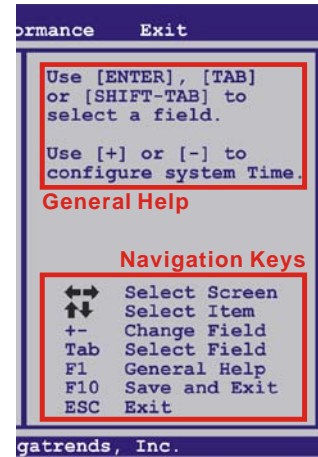 ormance Exit
Use [ENTER], [TAB]
or [SHIFT-TAB] to
select a field.
Use [+] or [-] to
configure system Time.
General Help
Navigation Keys
←→ Select Screen
↑↓ Select Item
+- Change Field
Tab Select Field
F1 General Help
F10 Save and Exit
ESC Exit
gatrends, Inc.